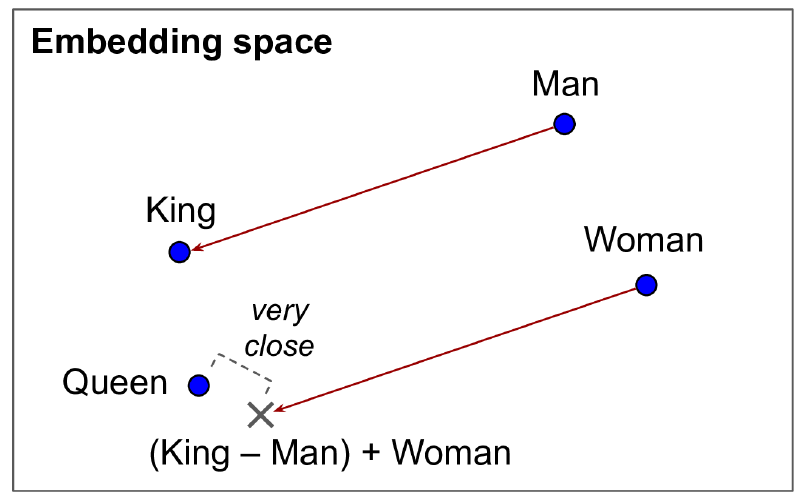 Embedding space
Man
King
Woman
very
close
Queen
(King – Man) + Woman